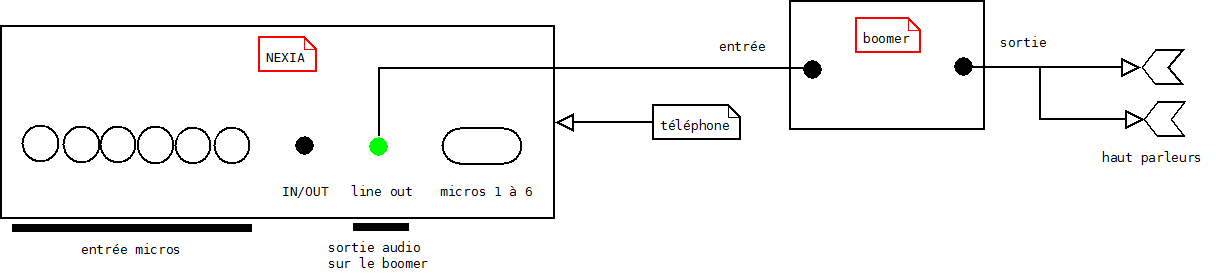 entrée
boomer
sortie
NEXIA
téléphone
haut parleurs
IN/OUT
line out
micros 1 à 6
entrée micros
sortie audio
sur le boomer